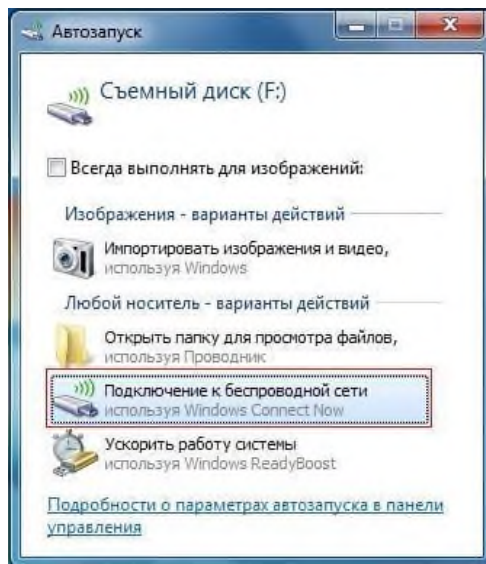 Автозапуск
Съемный диск (F:)
Всегда выполнять для изображений:
Изображения - варианты действий
Импортировать изображения и видео,
используя Windows
Любой носитель - варианты действий
Открыть папку для просмотра файлов,
используя Проводник
Подключение к беспроводной сети
используя Windows Connect Now
Ускорить работу системы
используя Windows ReadyBoost
Подробности о параметрах автозапуска в панели
управления